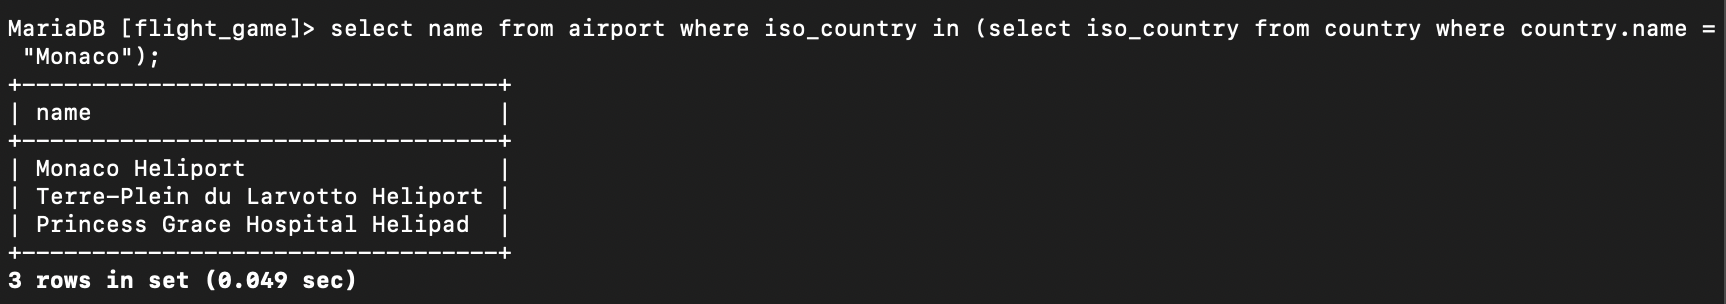 MariaDB [flight_game]> select name from airport where iso_country in (select iso_country from country where country.name =
 "Monaco");
+----------------------------------+
| name                             |
+----------------------------------+
| Monaco Heliport                  |
| Terre-Plein du Larvotto Heliport |
| Princess Grace Hospital Helipad  |
+----------------------------------+
3 rows in set (0.049 sec)